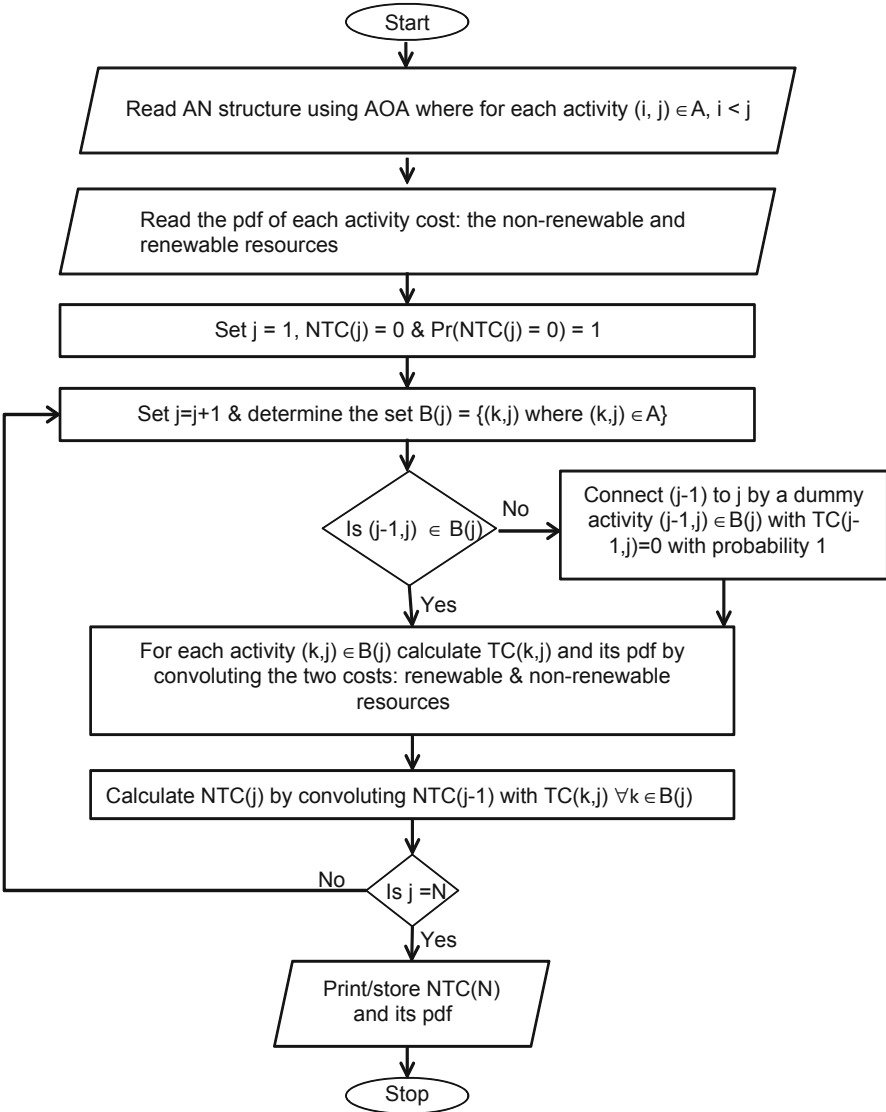 Start
Read AN structure using AOA where for each activity (i, j) ∈ A, i < j
Read the pdf of each activity cost: the non-renewable and
renewable resources
Set j = 1, NTC(j) = 0 & Pr(NTC(j) = 0) = 1
Set j=j+1 & determine the set B(j) = {(k,j) where (k,j) ∈ A}
Is (j-1,j) ∈ B(j)
No
Connect (j-1) to j by a dummy
activity (j-1,j) ∈ B(j) with TC(j-
1,j)=0 with probability 1
Yes
For each activity (k,j) ∈ B(j) calculate TC(k,j) and its pdf by
convoluting the two costs: renewable & non-renewable
resources
Calculate NTC(j) by convoluting NTC(j-1) with TC(k,j) ∀k ∈ B(j)
No
Is j =N
Yes
Print/store NTC(N)
and its pdf
Stop